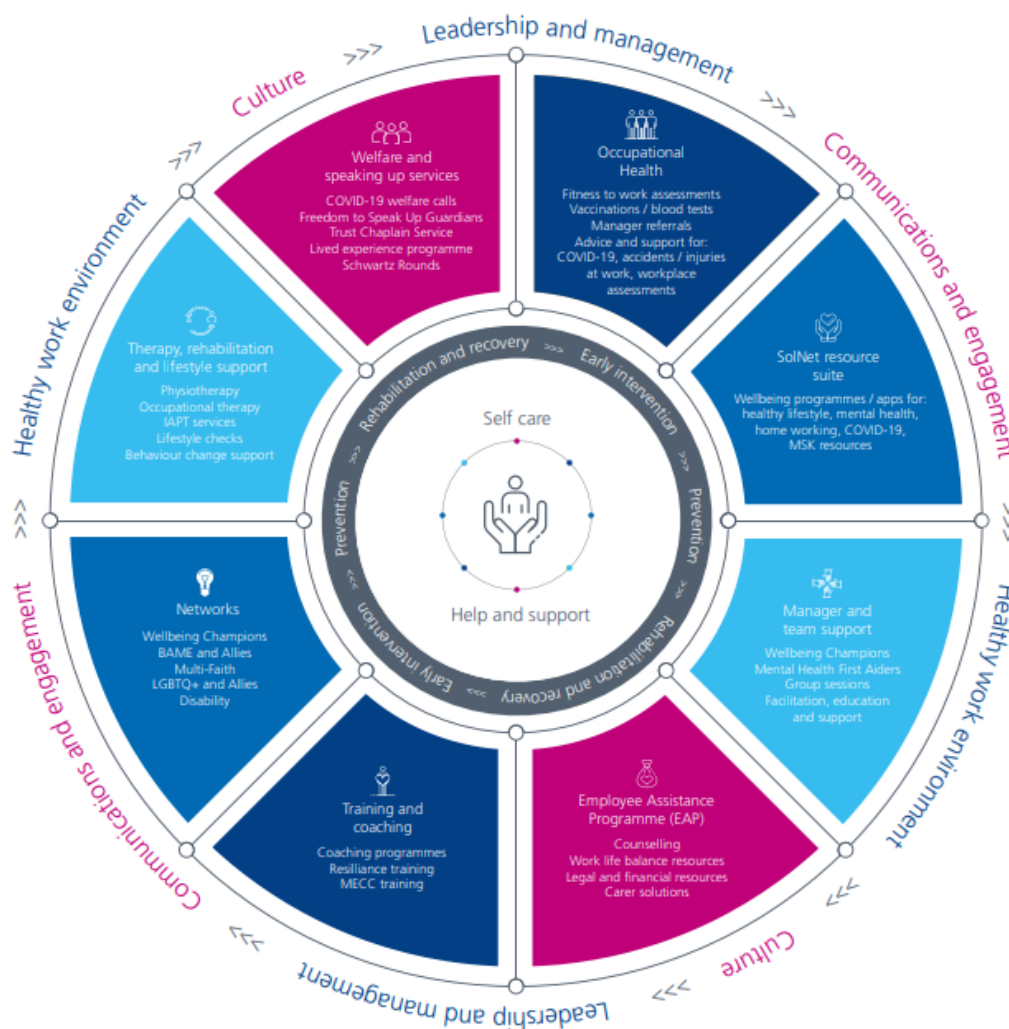 Leadership and management
>>>
Communications and engagement
>>>
Healthy work environment
>>>
Culture
>>>
Leadership and management
>>>
Communications and engagement
>>>
Healthy work environment
>>>
Culture
>>>
Occupational
Health
Fitness to work assessments
Vaccinations / blood tests
Manager referrals
Advice and support for:
COVID-19, accidents / injuries
at work, workplace
assessments
SolNet resource
suite
Wellbeing programmes / apps for:
healthy lifestyle, mental health,
home working, COVID-19,
MSK resources
Manager and
team support
Wellbeing Champions
Mental Health First Aiders
Group sessions
Facilitation, education
and support
Employee Assistance
Programme (EAP)
Counselling
Work life balance resources
Legal and financial resources
Carer solutions
Training and
coaching
Coaching programmes
Resilliance training
MECC training
Networks
Wellbeing Champions
BAME and Allies
Multi-Faith
LGBTQ+ and Allies
Disability
Therapy, rehabilitation
and lifestyle support
Physiotherapy
Occupational therapy
IAPT services
Lifestyle checks
Behaviour change support
Welfare and
speaking up services
COVID-19 welfare calls
Freedom to Speak Up Guardians
Trust Chaplain Service
Lived experience programme
Schwartz Rounds
Rehabilitation and recovery >>> Early intervention >>> Prevention >>> Rehabilitation and recovery >>> Early intervention >>> Prevention >>>
Self care
Help and support